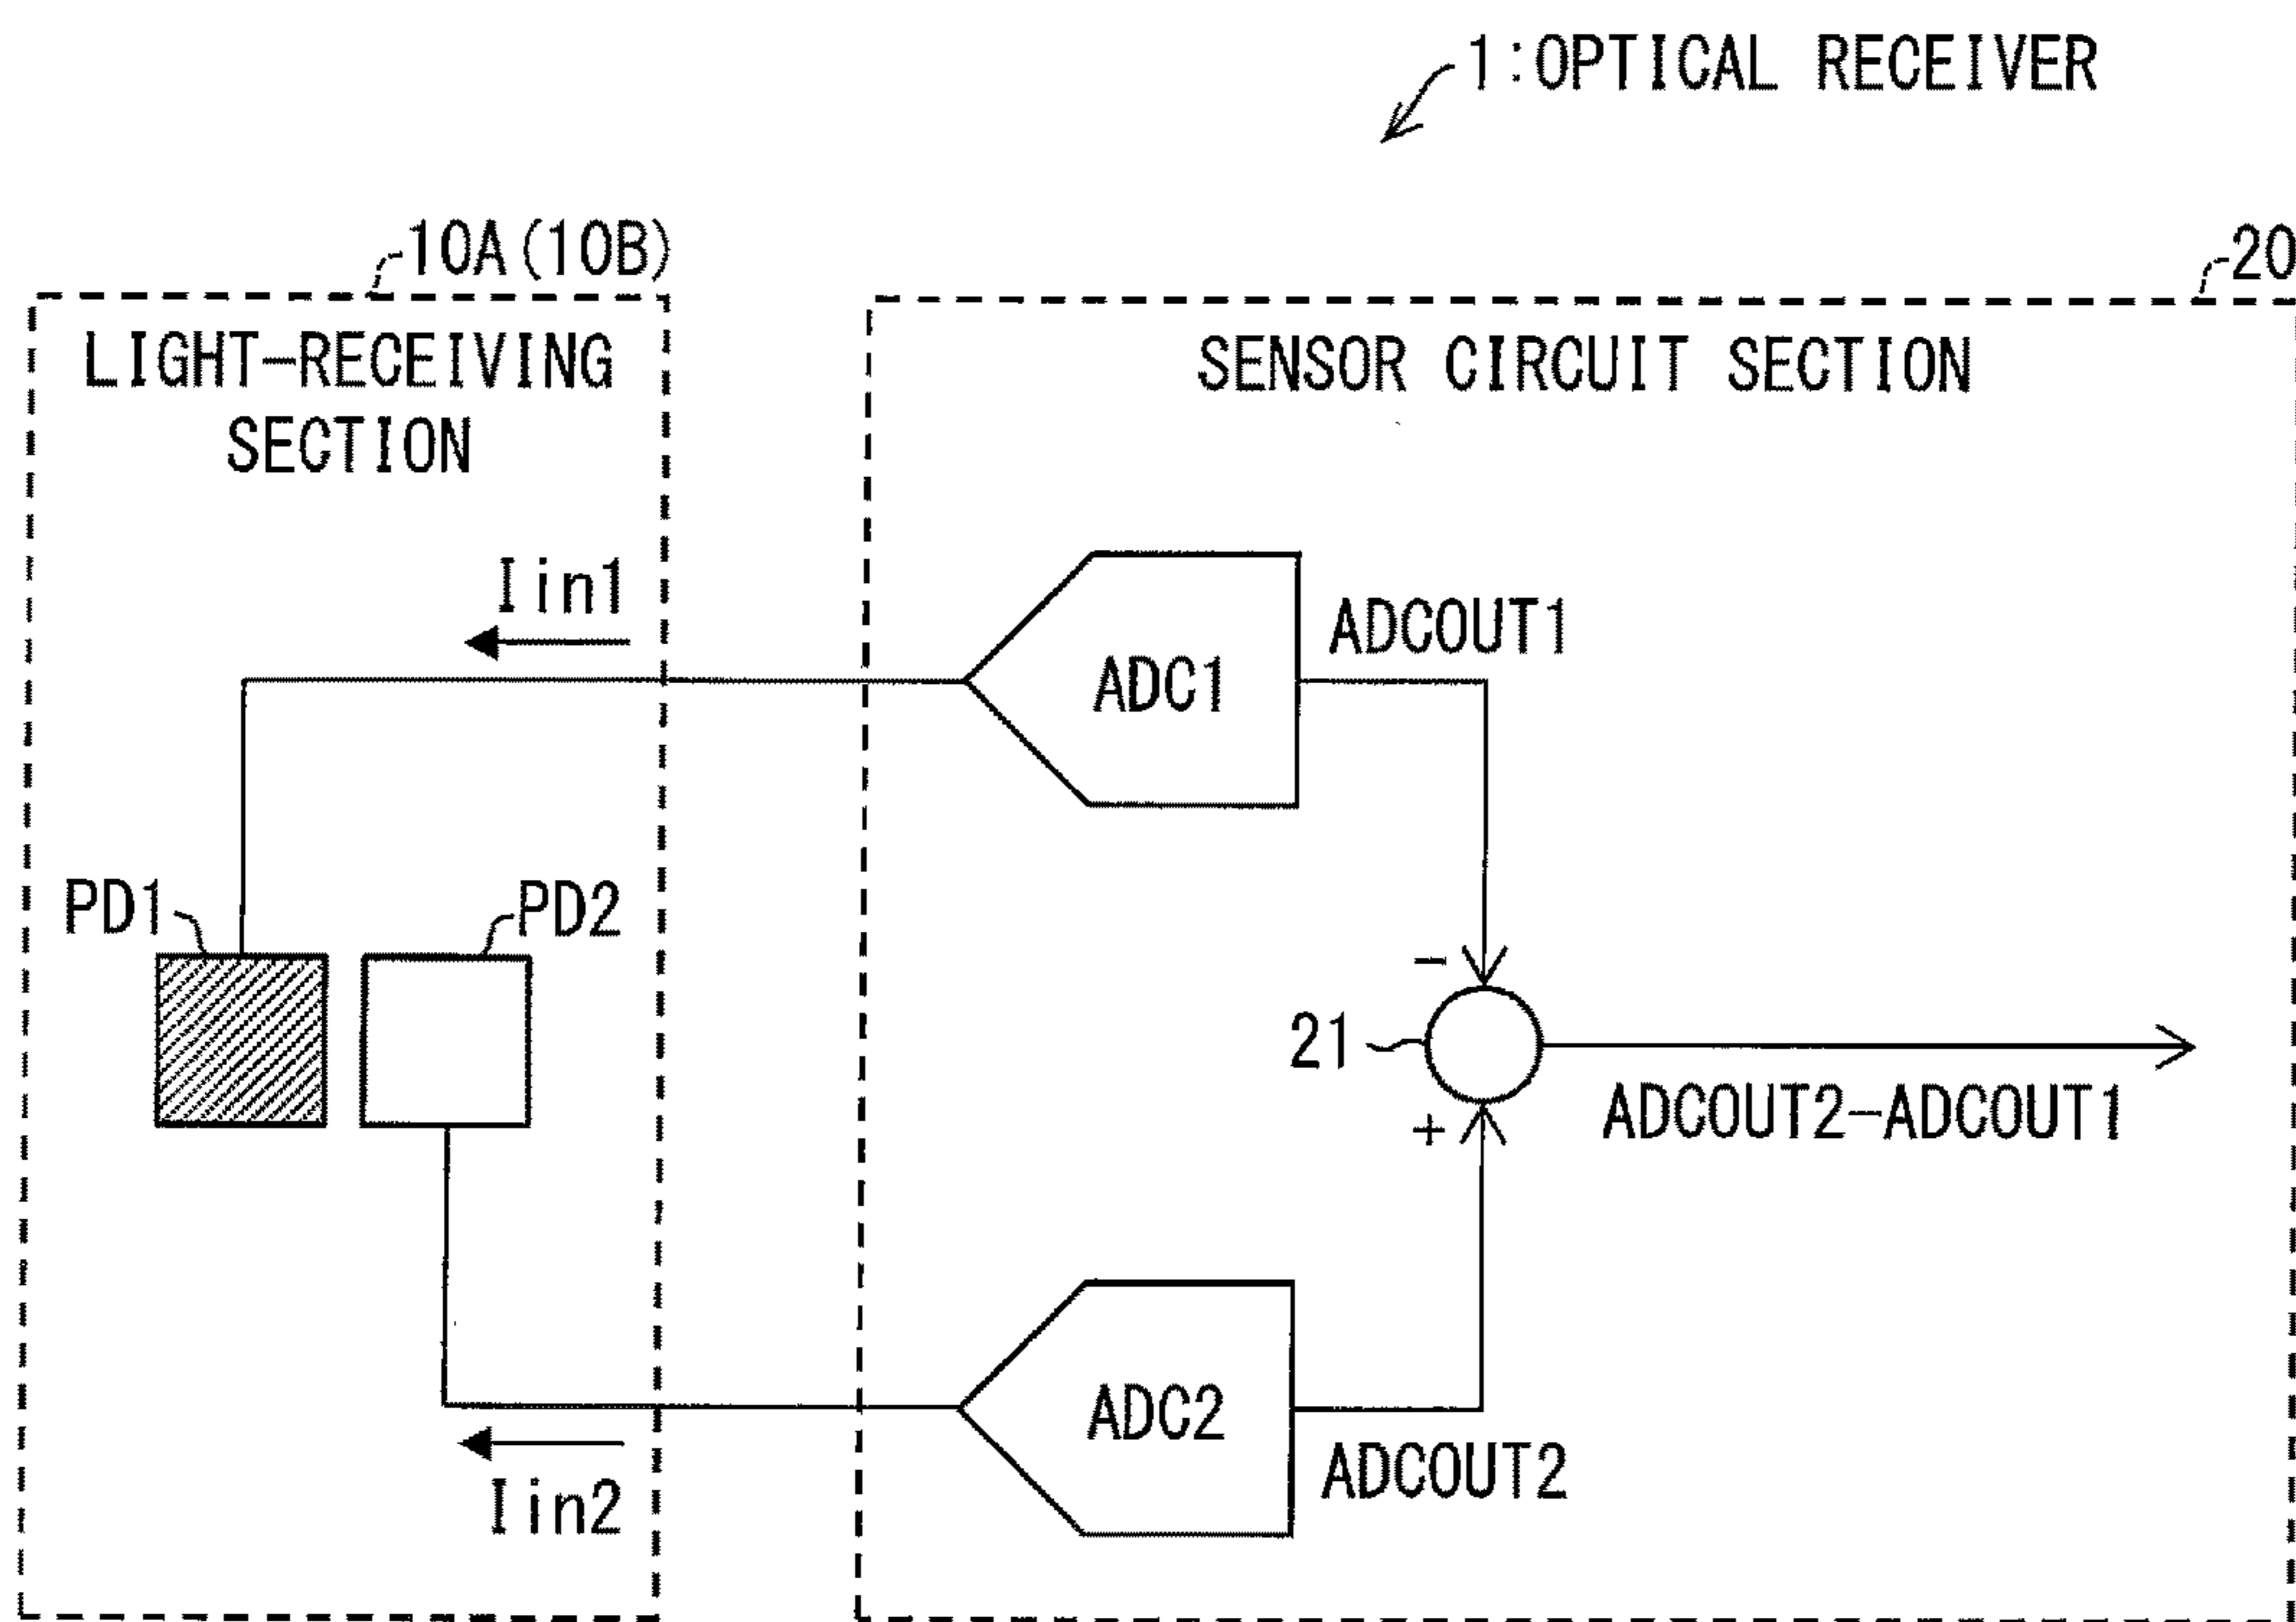 1:OPTICAL RECEIVER
10A(10B)
20
LIGHT-RECEIVING
SECTION
SENSOR CIRCUIT SECTION
Iin1
ADC1
ADCOUT1
PD1
PD2
-
21
+
ADCOUT2-ADCOUT1
ADC2
ADCOUT2
Iin2